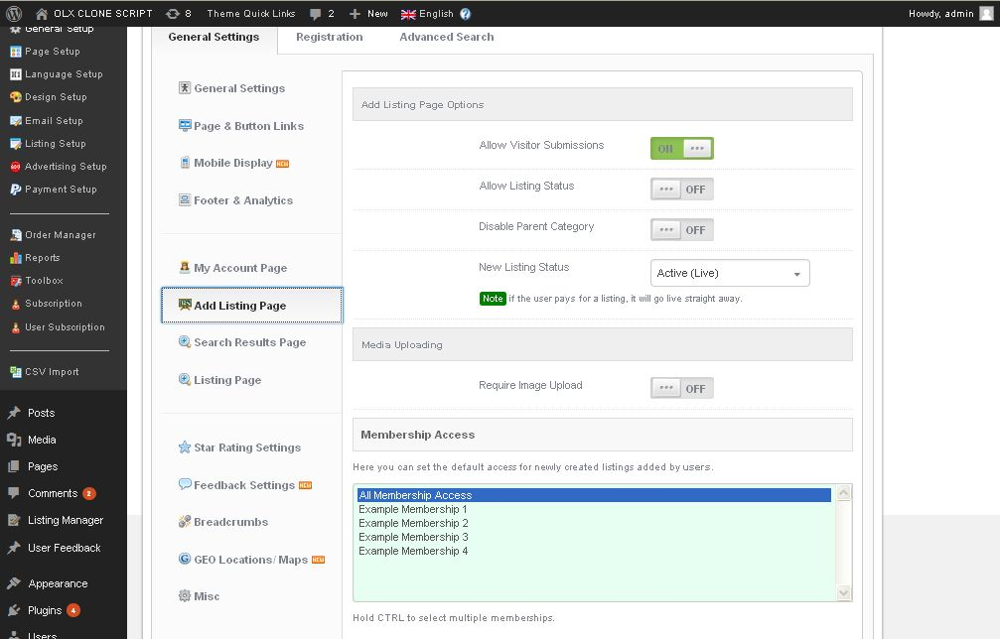 OLX CLONE SCRIPT 8 Theme Quick Links 2 New English Howdy, admin
General Setup
Page Setup
Language Setup
Design Setup
Email Setup
Listing Setup
Advertising Setup
Payment Setup
Order Manager
Reports
Toolbox
Subscription
User Subscription
CSV Import
Posts
Media
Pages
Comments 2
Listing Manager
User Feedback
Appearance
Plugins 4
Users
General Settings Registration Advanced Search
General Settings
Page & Button Links
Mobile Display NEW
Footer & Analytics
My Account Page
Add Listing Page
Search Results Page
Listing Page
Star Rating Settings
Feedback Settings NEW
Breadcrumbs
GEO Locations/ Maps NEW
Misc
Add Listing Page Options
Allow Visitor Submissions ON
Allow Listing Status OFF
Disable Parent Category OFF
New Listing Status Active (Live)
Note if the user pays for a listing, it will go live straight away.
Media Uploading
Require Image Upload OFF
Membership Access
Here you can set the default access for newly created listings added by users.
All Membership Access
Example Membership 1
Example Membership 2
Example Membership 3
Example Membership 4
Hold CTRL to select multiple memberships.